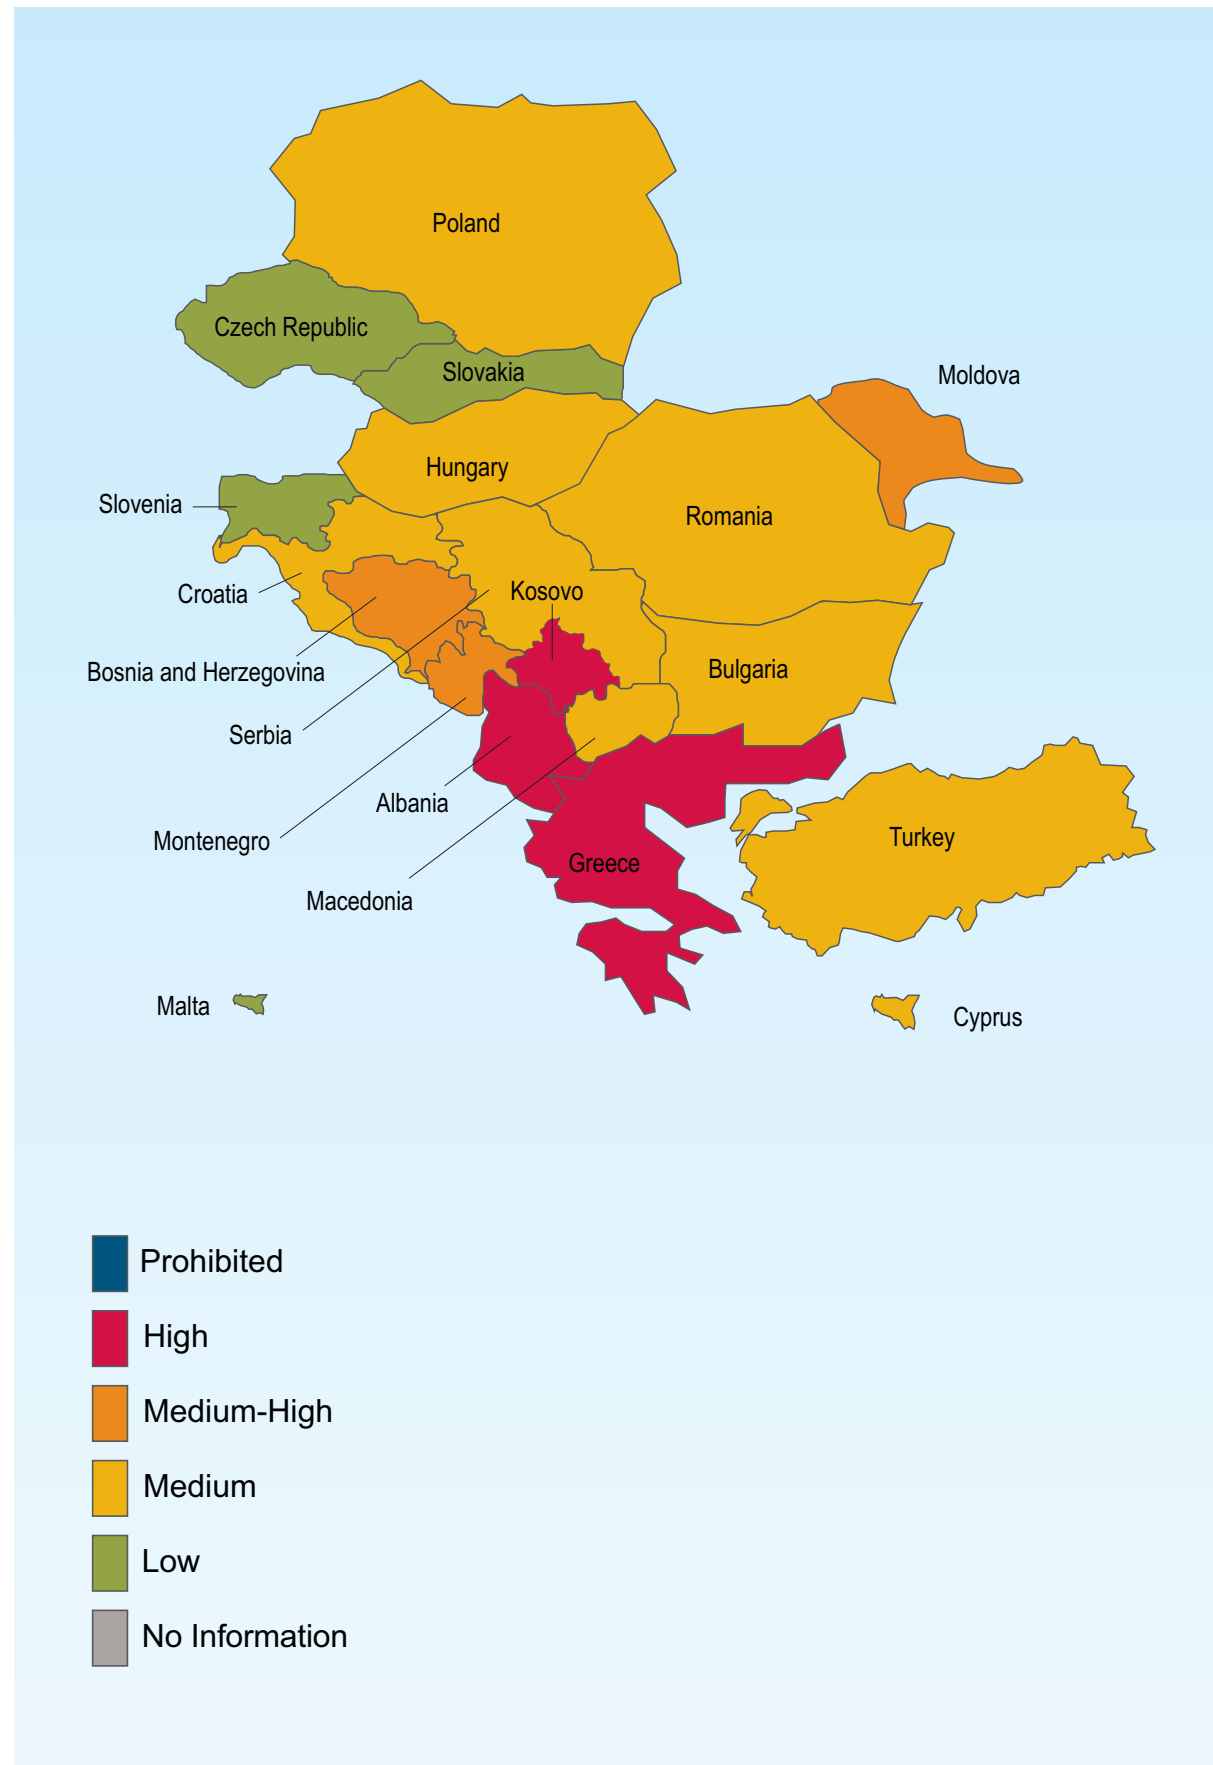 Poland
Czech Republic
Slovakia
Moldova
Hungary
Slovenia
Romania
Croatia
Kosovo
Bosnia and Herzegovina
Bulgaria
Serbia
Albania
Montenegro
Turkey
Greece
Macedonia
Malta
Cyprus
Prohibited
High
Medium-High
Medium
Low
No Information